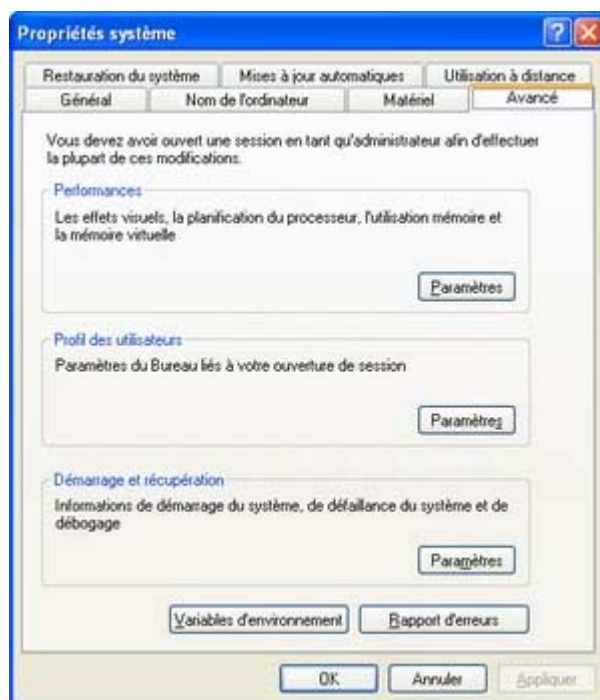 Propriétés système
Restauration du système Mises à jour automatiques Utilisation à distance
Général Nom de l'ordinateur Matériel Avancé
Vous devez avoir ouvert une session en tant qu'administrateur afin d'effectuer
la plupart de ces modifications.
Performances
Les effets visuels, la planification du processeur, l'utilisation mémoire et
la mémoire virtuelle
Paramètres
Profil des utilisateurs
Paramètres du Bureau liés à votre ouverture de session
Paramètres
Démarrage et récupération
Informations de démarrage du système, de défaillance du système et de
débogage
Paramètres
Variables d'environnement Rapport d'erreurs
OK Annuler Appliquer